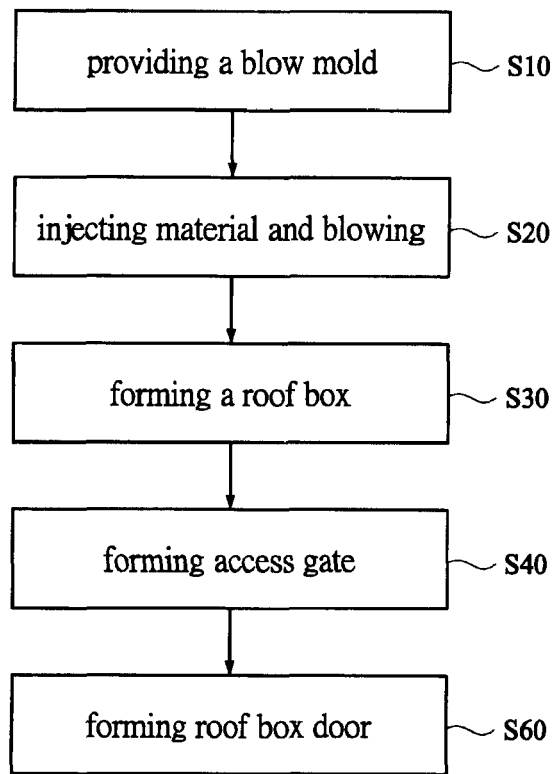 providing a blow mold
S10
injecting material and blowing
S20
forming a roof box
S30
forming access gate
S40
forming roof box door
S60